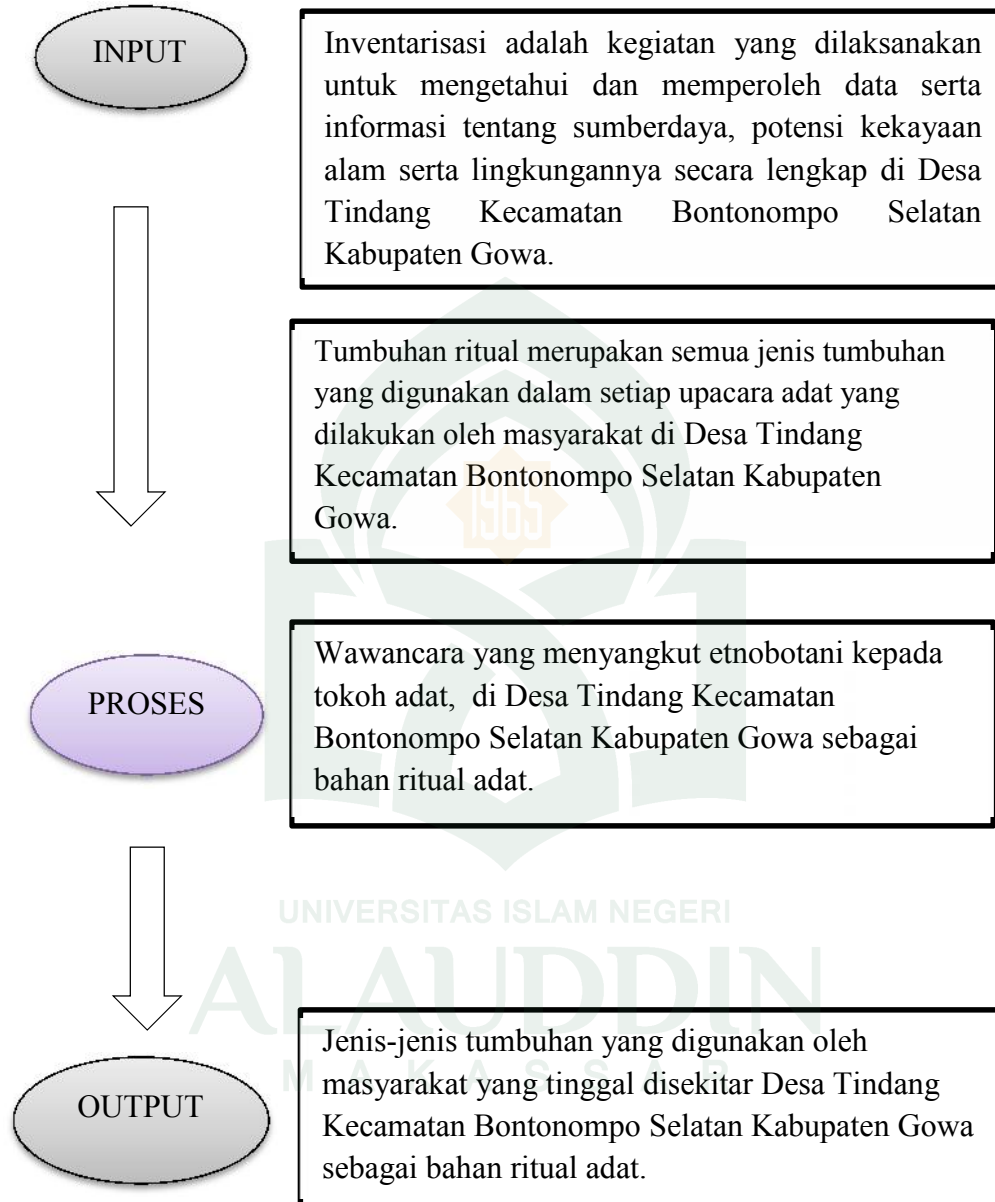 INPUT
Inventarisasi adalah kegiatan yang dilaksanakan
untuk mengetahui dan memperoleh data serta
informasi tentang sumberdaya, potensi kekayaan
alam serta lingkungannya secara lengkap di Desa
Tindang Kecamatan Bontonompo Selatan
Kabupaten Gowa.
Tumbuhan ritual merupakan semua jenis tumbuhan
yang digunakan dalam setiap upacara adat yang
dilakukan oleh masyarakat di Desa Tindang
Kecamatan Bontonompo Selatan Kabupaten
Gowa.
1965
PROSES
Wawancara yang menyangkut etnobotani kepada
tokoh adat, di Desa Tindang Kecamatan
Bontonompo Selatan Kabupaten Gowa sebagai
bahan ritual adat.
UNIVERSITAS ISLAM NEGERI
ALAUDDIN
MAKASSAR
OUTPUT
Jenis-jenis tumbuhan yang digunakan oleh
masyarakat yang tinggal disekitar Desa Tindang
Kecamatan Bontonompo Selatan Kabupaten Gowa
sebagai bahan ritual adat.